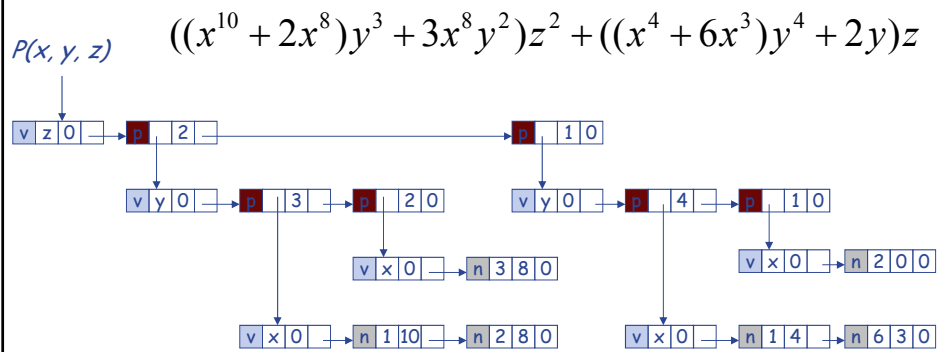 ((x^{10} + 2x^8)y^3 + 3x^8y^2)z^2 + ((x^4 + 6x^3)y^4 + 2y)z
P(x, y, z)
v z 0 p 2 p 1 0
v y 0 p 3 p 2 0 v y 0 p 4 p 1 0
v x 0 n 3 8 0 v x 0 n 2 0 0
v x 0 n 1 10 n 2 8 0 v x 0 n 1 4 n 6 3 0